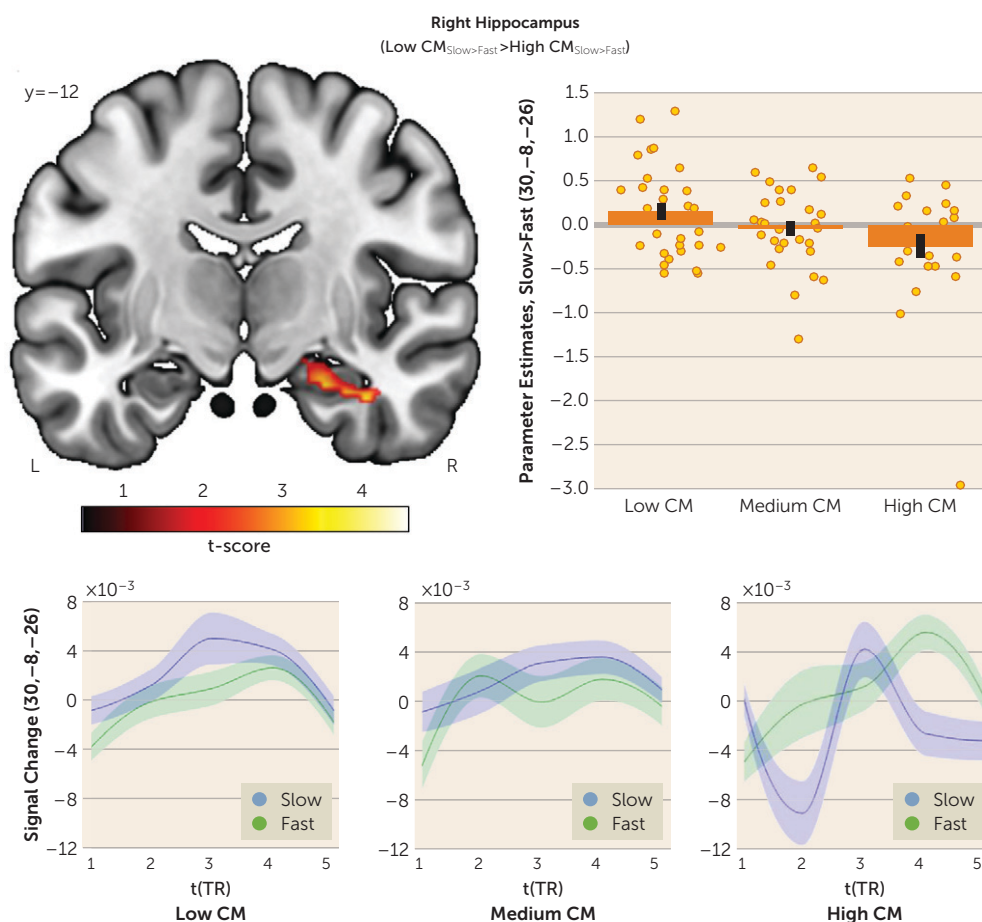 Right Hippocampus
(Low CM Slow>Fast >High CM Slow>Fast)
y=−12
L
R
1 2 3 4
t-score
Parameter Estimates, Slow>Fast (30,−8,−26)
1.5
1.0
0.5
0.0
−0.5
−1.0
−1.5
−2.0
−2.5
−3.0
Low CM Medium CM High CM
Signal Change (30,−8,−26)
×10−3
8
4
0
−4
−8
−12
Slow
Fast
1 2 3 4 5
t(TR)
Low CM
×10−3
8
4
0
−4
−8
−12
Slow
Fast
1 2 3 4 5
t(TR)
Medium CM
×10−3
8
4
0
−4
−8
−12
Slow
Fast
1 2 3 4 5
t(TR)
High CM